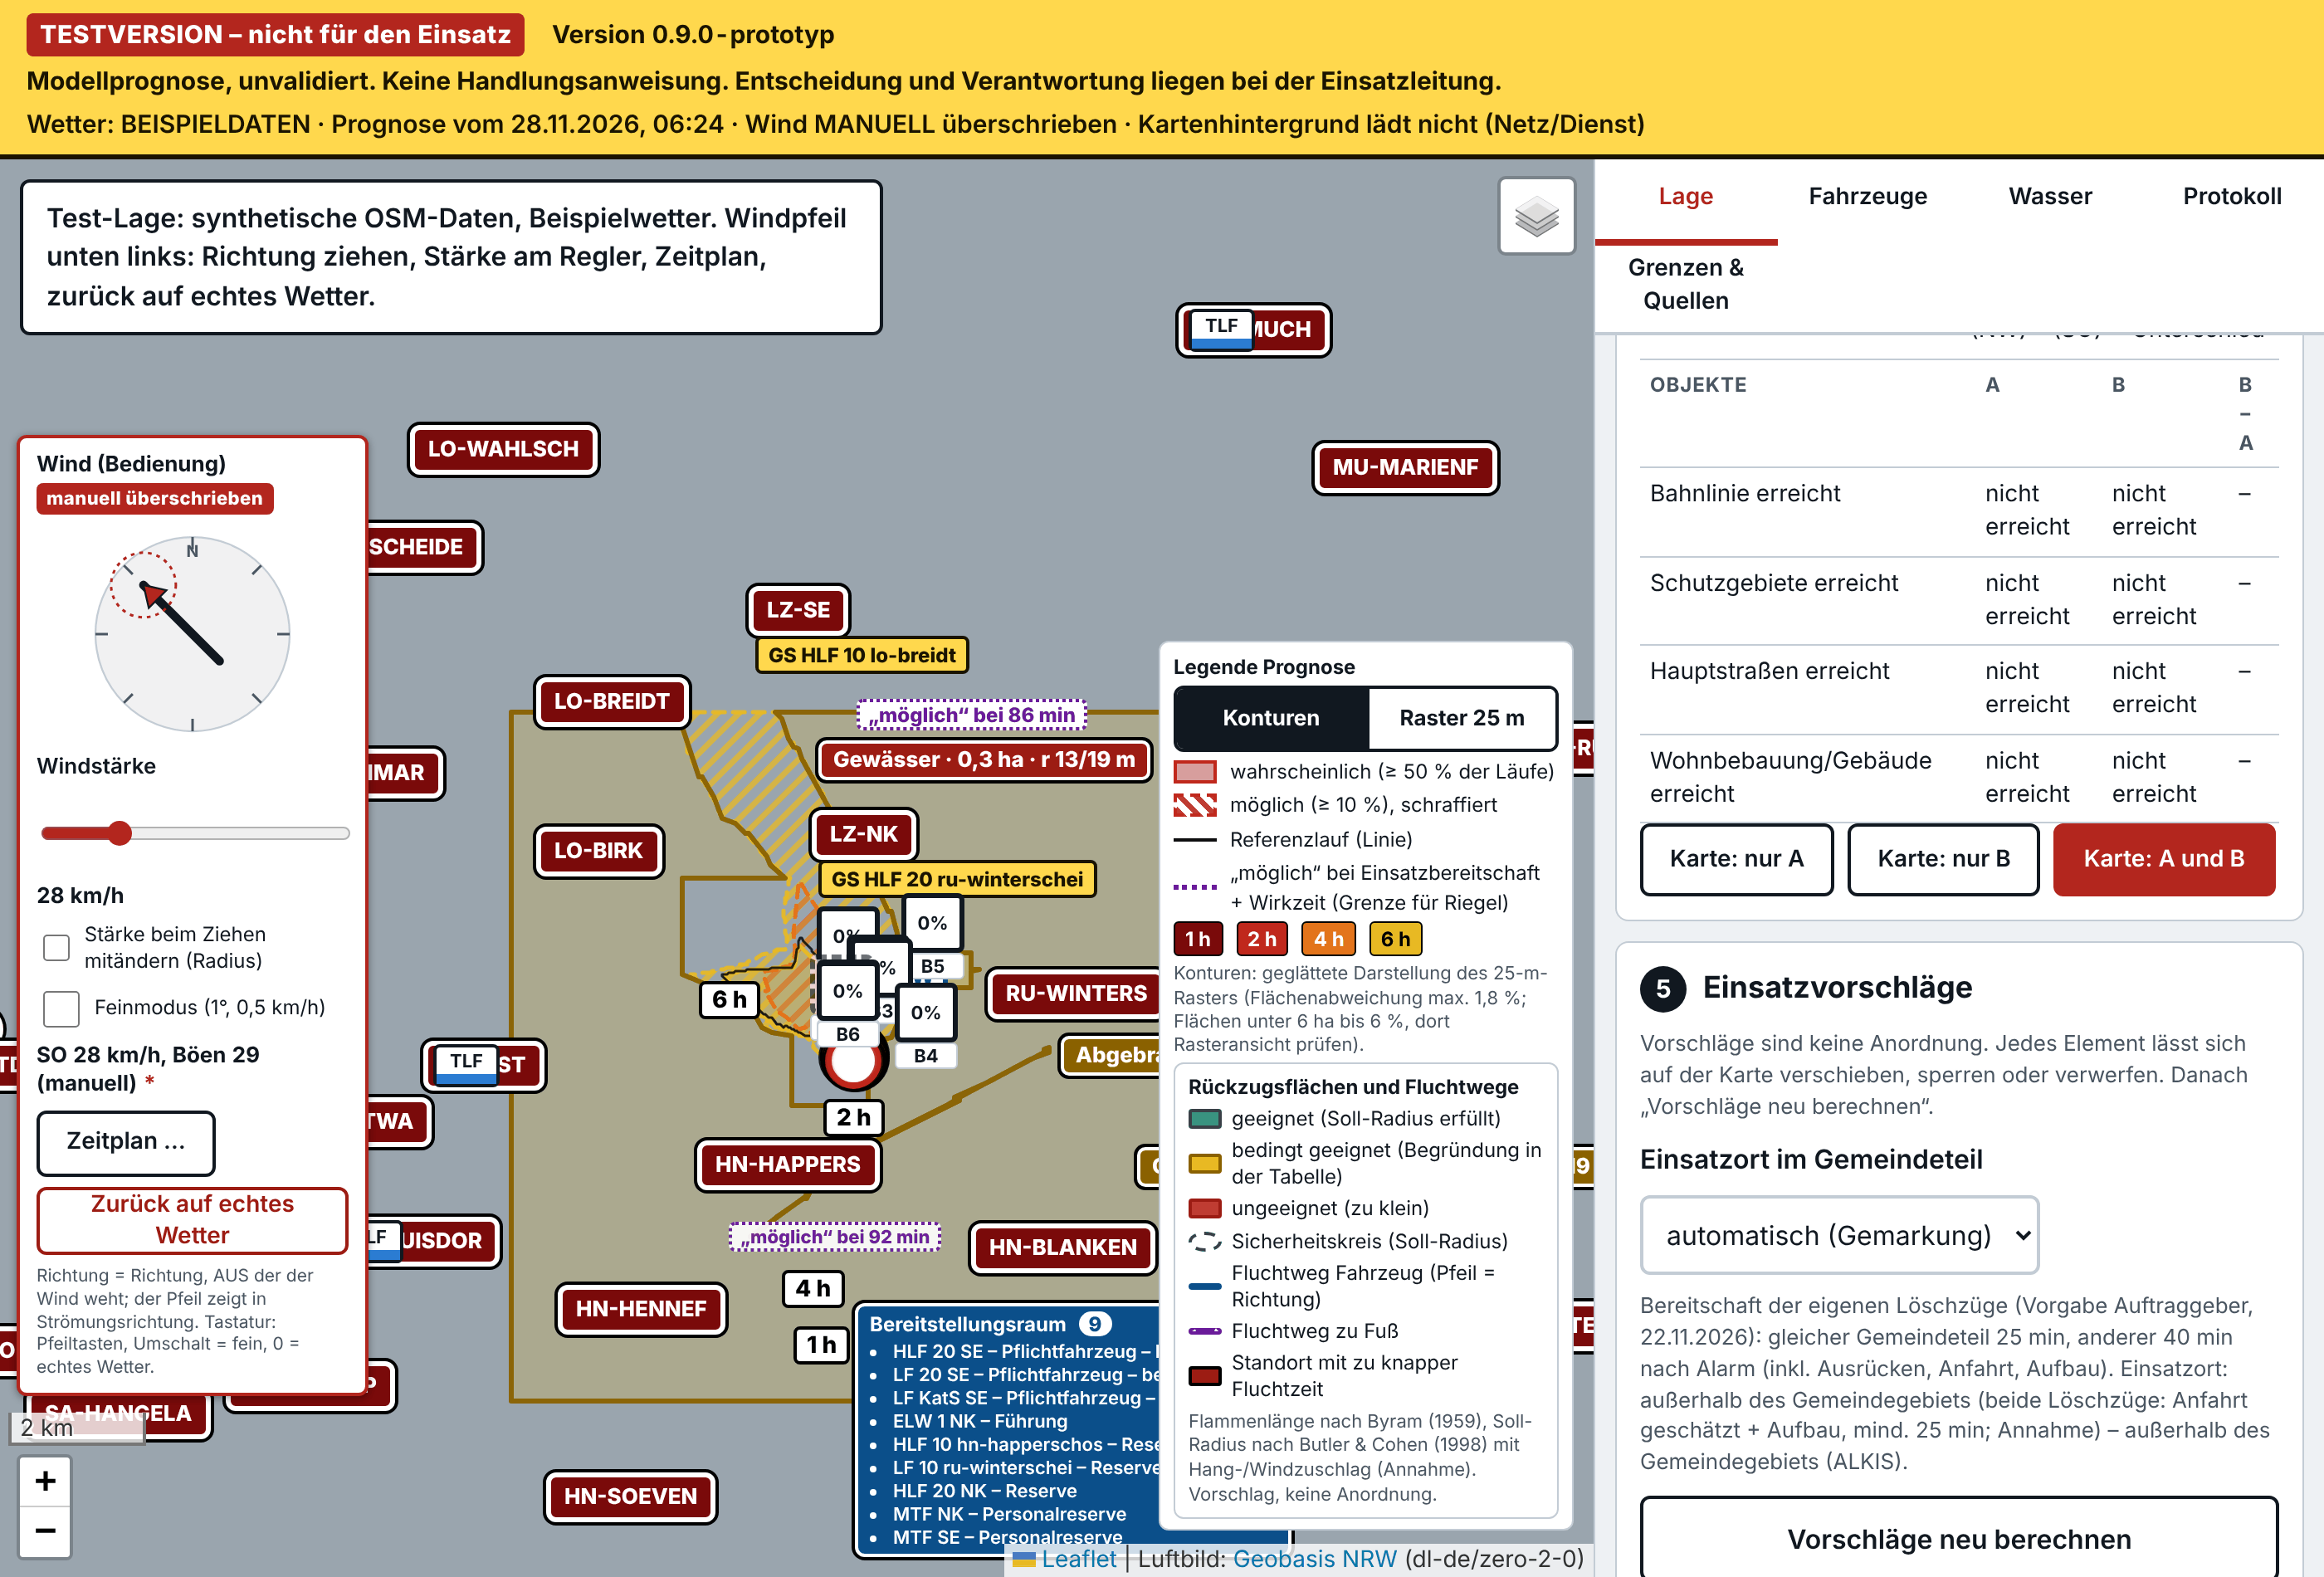 TESTVERSION – nicht für den Einsatz Version 0.9.0-prototyp
Modellprognose, unvalidiert. Keine Handlungsanweisung. Entscheidung und Verantwortung liegen bei der Einsatzleitung.
Wetter: BEISPIELDATEN · Prognose vom 28.11.2026, 06:24 · Wind MANUELL überschrieben · Kartenhintergrund lädt nicht (Netz/Dienst)
Test-Lage: synthetische OSM-Daten, Beispielwetter. Windpfeil
unten links: Richtung ziehen, Stärke am Regler, Zeitplan,
zurück auf echtes Wetter.
TLF
MUCH
LO-WAHLSCH
MU-MARIENF
SCHEIDE
LZ-SE
GS HLF 10 lo-breidt
LO-BREIDT
„möglich“ bei 86 min
Gewässer · 0,3 ha · r 13/19 m
LZ-NK
LO-BIRK
GS HLF 20 ru-winterschei
0%
0%
%
B5
0%
0%
B6
B4
6 h
RU-WINTERS
TLF
ST
TWA
2 h
HN-HAPPERS
„möglich“ bei 92 min
HN-BLANKEN
UISDOR
HN-HENNEF
4 h
1 h
SA-HANGELA
HN-SOEVEN
Bereitstellungsraum 9
HLF 20 SE – Pflichtfahrzeug –
LF 20 SE – Pflichtfahrzeug – be
LF KatS SE – Pflichtfahrzeug –
ELW 1 NK – Führung
HLF 10 hn-happerschos – Rese
LF 10 ru-winterschei – Reserve
HLF 20 NK – Reserve
MTF NK – Personalreserve
MTF SE – Personalreserve
Wind (Bedienung)
manuell überschrieben
N
Windstärke
28 km/h
Stärke beim Ziehen
mitändern (Radius)
Feinmodus (1°, 0,5 km/h)
SO 28 km/h, Böen 29
(manuell) *
Zeitplan ...
Zurück auf echtes
Wetter
Richtung = Richtung, AUS der der
Wind weht; der Pfeil zeigt in
Strömungsrichtung. Tastatur:
Pfeiltasten, Umschalt = fein, 0 =
echtes Wetter.
2 km
+
−
Legende Prognose
Konturen Raster 25 m
wahrscheinlich (≥ 50 % der Läufe)
möglich (≥ 10 %), schraffiert
Referenzlauf (Linie)
„möglich“ bei Einsatzbereitschaft
+ Wirkzeit (Grenze für Riegel)
1 h 2 h 4 h 6 h
Konturen: geglättete Darstellung des 25-m-
Rasters (Flächenabweichung max. 1,8 %;
Flächen unter 6 ha bis 6 %, dort
Rasteransicht prüfen).
Rückzugsflächen und Fluchtwege
geeignet (Soll-Radius erfüllt)
bedingt geeignet (Begründung in
der Tabelle)
ungeeignet (zu klein)
Sicherheitskreis (Soll-Radius)
Fluchtweg Fahrzeug (Pfeil =
Richtung)
Fluchtweg zu Fuß
Standort mit zu knapper
Fluchtzeit
Flammenlänge nach Byram (1959), Soll-
Radius nach Butler & Cohen (1998) mit
Hang-/Windzuschlag (Annahme).
Vorschlag, keine Anordnung.
Leaflet | Luftbild: Geobasis NRW (dl-de/zero-2-0)
Lage Fahrzeuge Wasser Protokoll
Grenzen &
Quellen
OBJEKTE A B B
–
A
Bahnlinie erreicht nicht nicht –
erreicht erreicht
Schutzgebiete erreicht nicht nicht –
erreicht erreicht
Hauptstraßen erreicht nicht nicht –
erreicht erreicht
Wohnbebauung/Gebäude nicht nicht –
erreicht erreicht erreicht
Karte: nur A Karte: nur B Karte: A und B
5 Einsatzvorschläge
Vorschläge sind keine Anordnung. Jedes Element lässt sich
auf der Karte verschieben, sperren oder verwerfen. Danach
„Vorschläge neu berechnen“.
Einsatzort im Gemeindeteil
automatisch (Gemarkung)
Bereitschaft der eigenen Löschzüge (Vorgabe Auftraggeber,
22.11.2026): gleicher Gemeindeteil 25 min, anderer 40 min
nach Alarm (inkl. Ausrücken, Anfahrt, Aufbau). Einsatzort:
außerhalb des Gemeindegebiets (beide Löschzüge: Anfahrt
geschätzt + Aufbau, mind. 25 min; Annahme) – außerhalb des
Gemeindegebiets (ALKIS).
Vorschläge neu berechnen